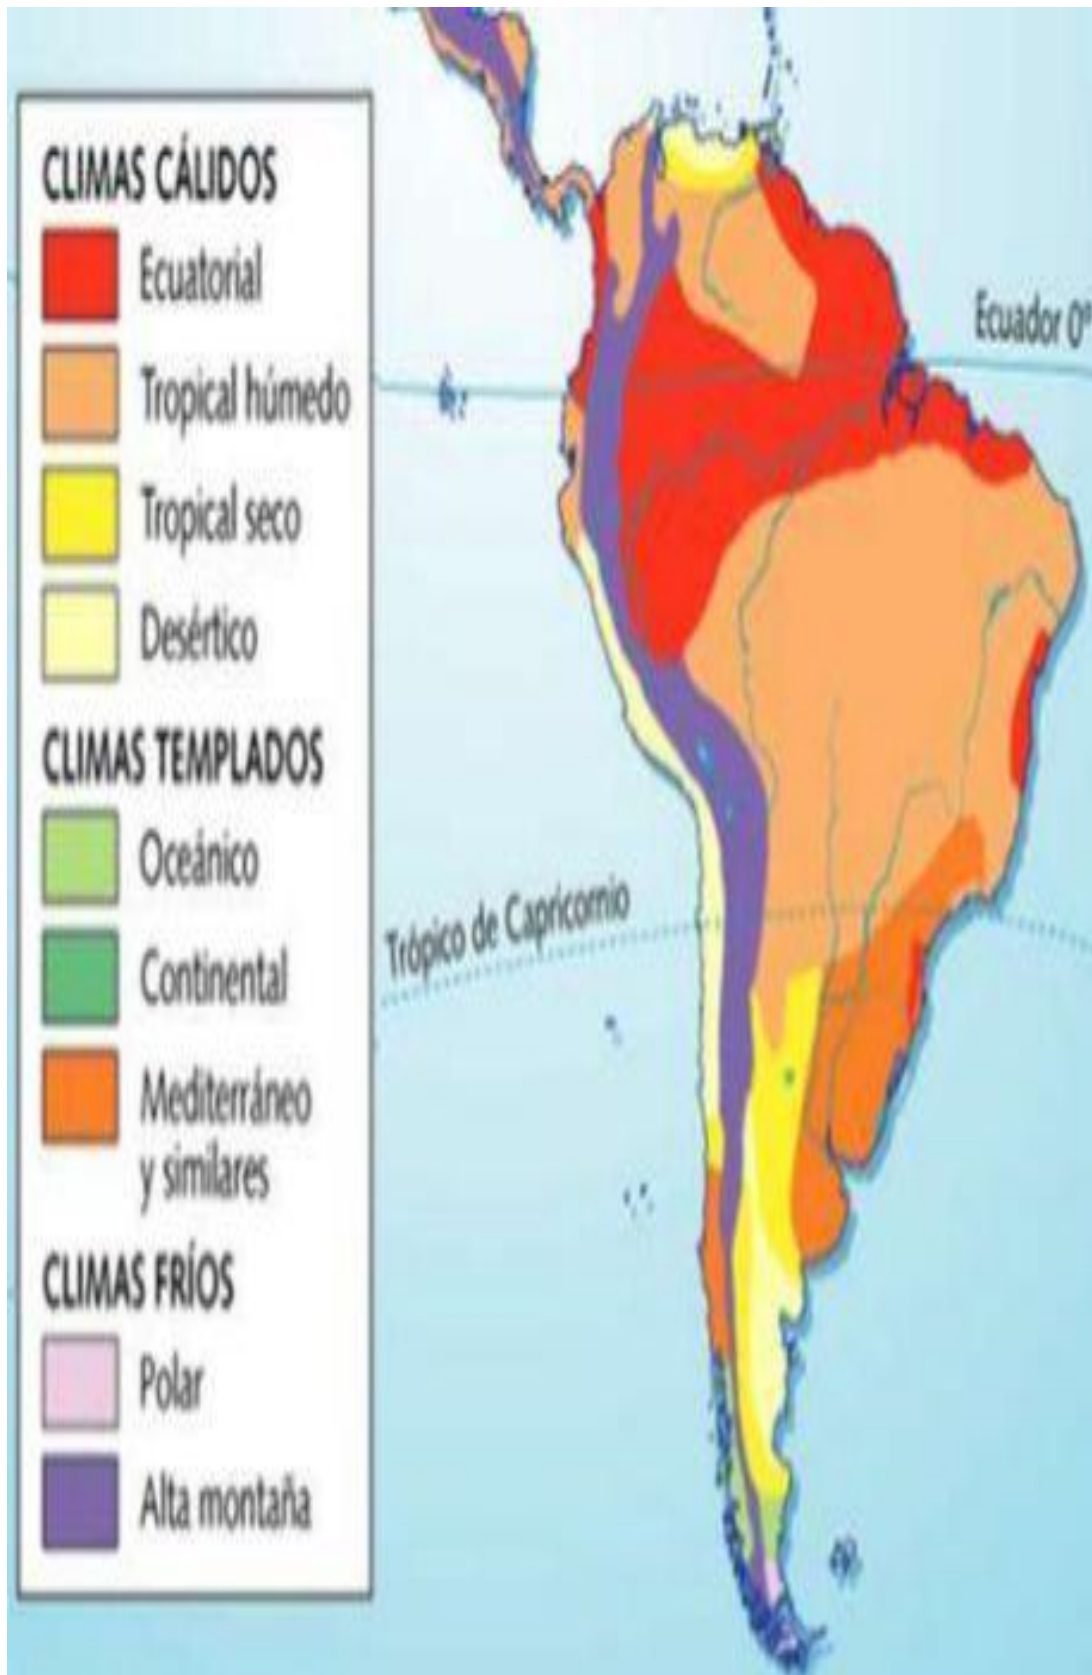 CLIMAS CÁLIDOS
Ecuatorial
Tropical húmedo
Tropical seco
Desértico
CLIMAS TEMPLADOS
Oceánico
Continental
Mediterráneo
y similares
CLIMAS FRÍOS
Polar
Alta montaña
Ecuador 0º
Trópico de Capricornio